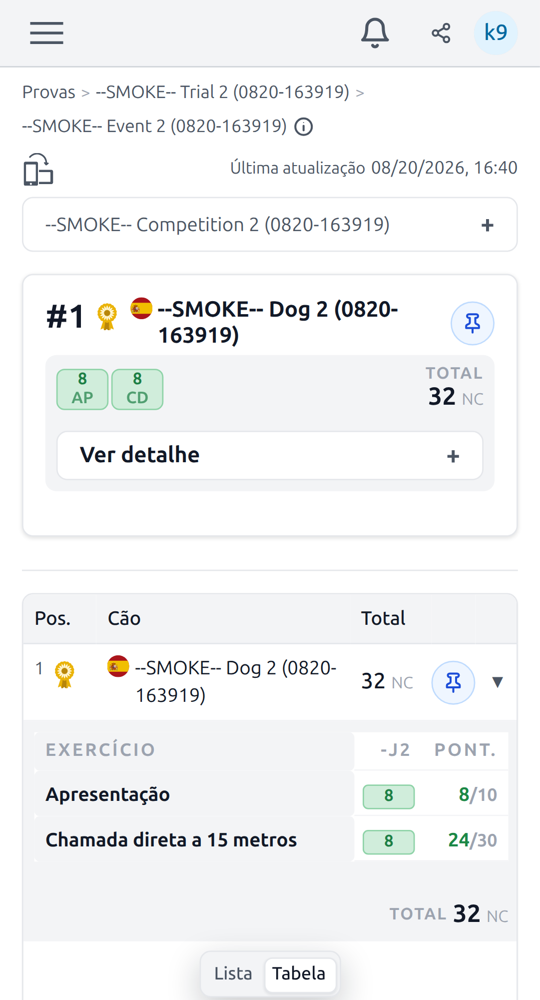 k9
Provas > --SMOKE-- Trial 2 (0820-163919) >
--SMOKE-- Event 2 (0820-163919)
Última atualização 08/20/2026, 16:40
--SMOKE-- Competition 2 (0820-163919) +
#1 --SMOKE-- Dog 2 (0820-
163919)
8 8 TOTAL
AP CD 32 NC
Ver detalhe +
Pos. Cão Total
1 --SMOKE-- Dog 2 (0820- 32 NC ▼
163919)
EXERCÍCIO -J2 PONT.
Apresentação 8 8/10
Chamada direta a 15 metros 8 24/30
TOTAL 32 NC
Lista Tabela